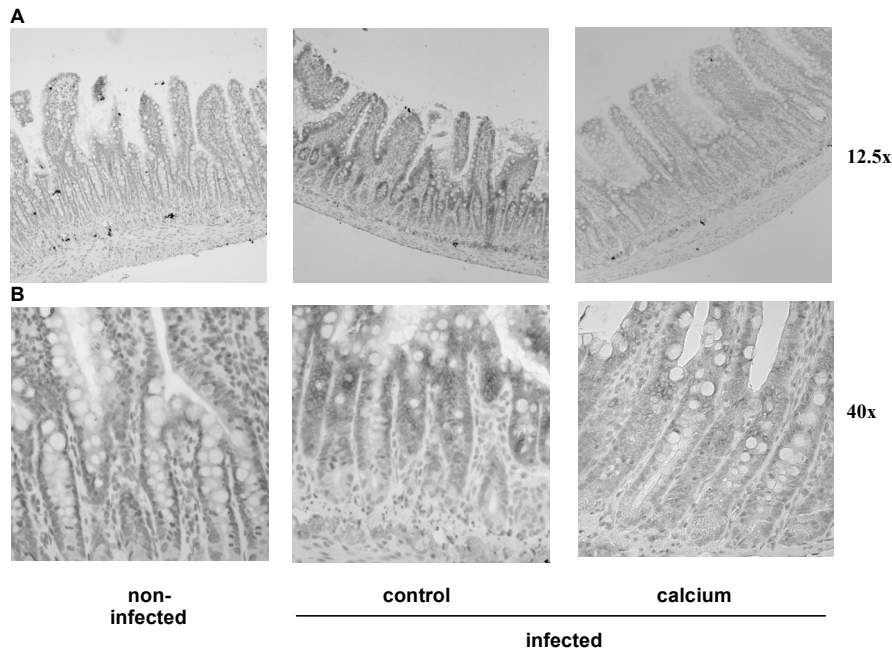 A
12.5x
B
40x
non-
infected
control
calcium
infected